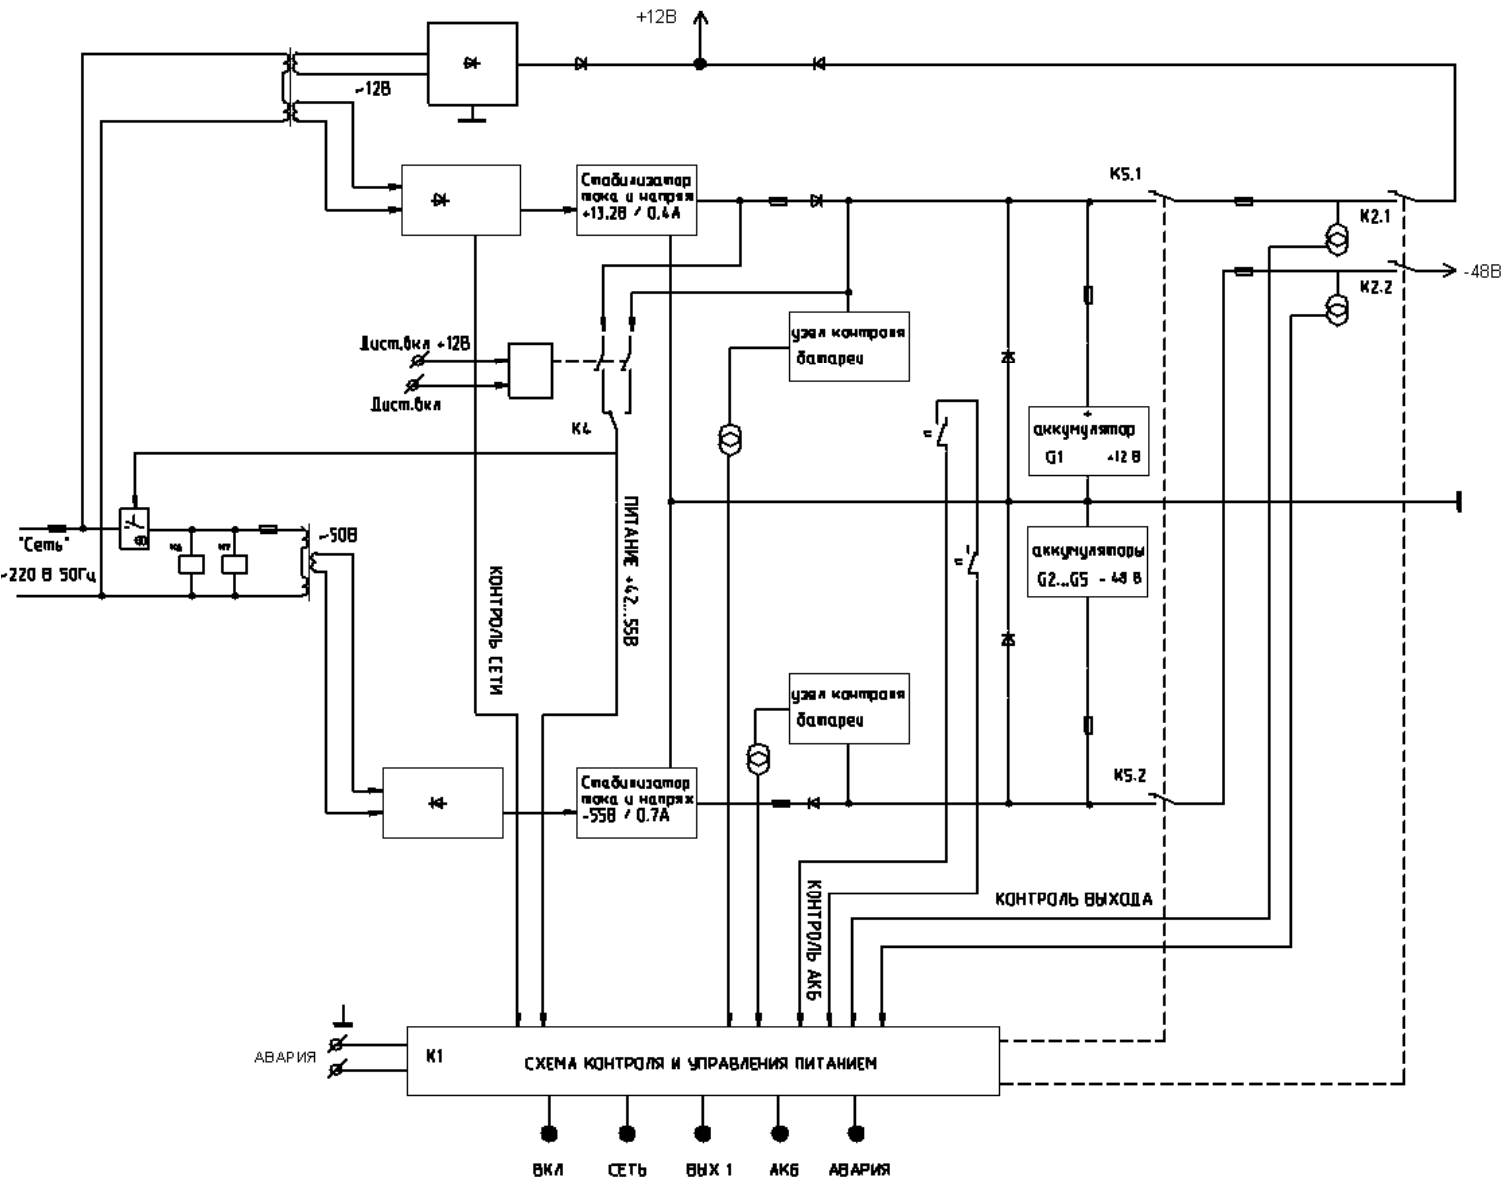 +12В
~12В
К5.1
Стабилизатор
тока и напряж
+13.2В / 0.4А
К2.1
-48В
К2.2
узел контроля
батареи
Дист.вкл +12В
Дист.вкл
К4
+
аккумулятор
G1 +12 В
ПИТАНИЕ +42...55В
~50В
"Сеть"
К6
К7
аккумуляторы
G2...G5 - 48 В
~220 В 50Гц
КОНТРОЛЬ СЕТИ
узел контроля
батареи
К5.2
Стабилизатор
тока и напряж
-55В / 0.7А
КОНТРОЛЬ АКБ
КОНТРОЛЬ ВЫХОДА
АВАРИЯ
К1
СХЕМА КОНТРОЛЯ И УПРАВЛЕНИЯ ПИТАНИЕМ
ВКЛ СЕТЬ ВЫХ 1 АКБ АВАРИЯ